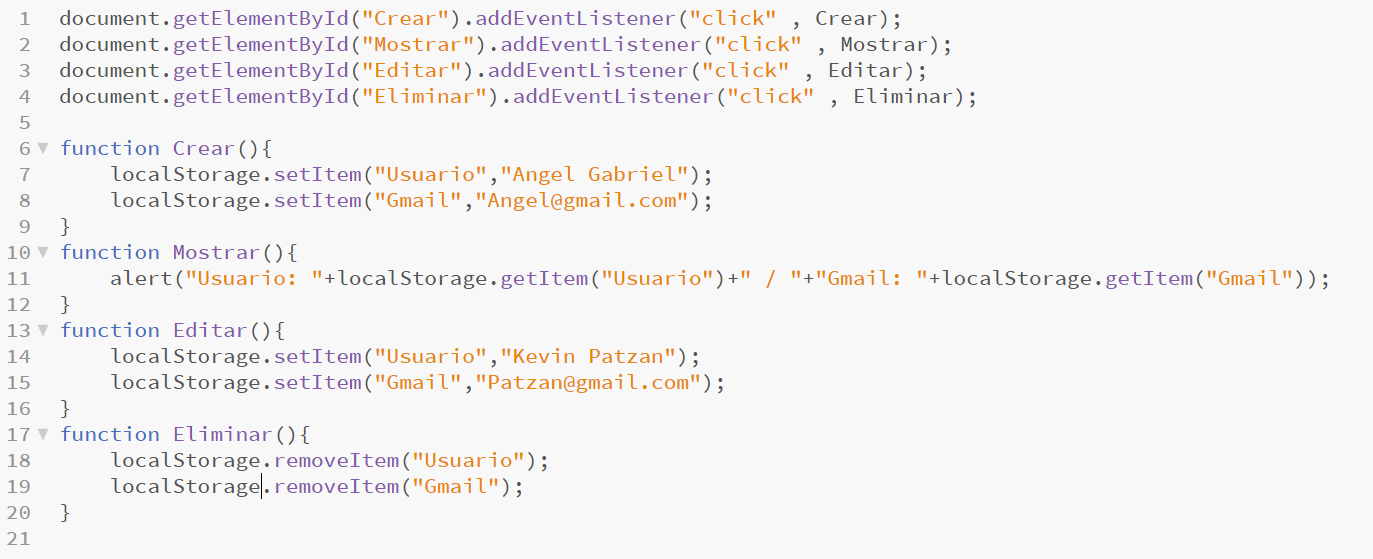 1 document.getElementById("Crear").addEventListener("click" , Crear);
2 document.getElementById("Mostrar").addEventListener("click" , Mostrar);
3 document.getElementById("Editar").addEventListener("click" , Editar);
4 document.getElementById("Eliminar").addEventListener("click" , Eliminar);
5
6 function Crear(){
7     localStorage.setItem("Usuario","Angel Gabriel");
8     localStorage.setItem("Gmail","Angel@gmail.com");
9 }
10 function Mostrar(){
11     alert("Usuario: "+localStorage.getItem("Usuario")+" / "+"Gmail: "+localStorage.getItem("Gmail"));
12 }
13 function Editar(){
14     localStorage.setItem("Usuario","Kevin Patzan");
15     localStorage.setItem("Gmail","Patzan@gmail.com");
16 }
17 function Eliminar(){
18     localStorage.removeItem("Usuario");
19     localStorage.removeItem("Gmail");
20 }
21